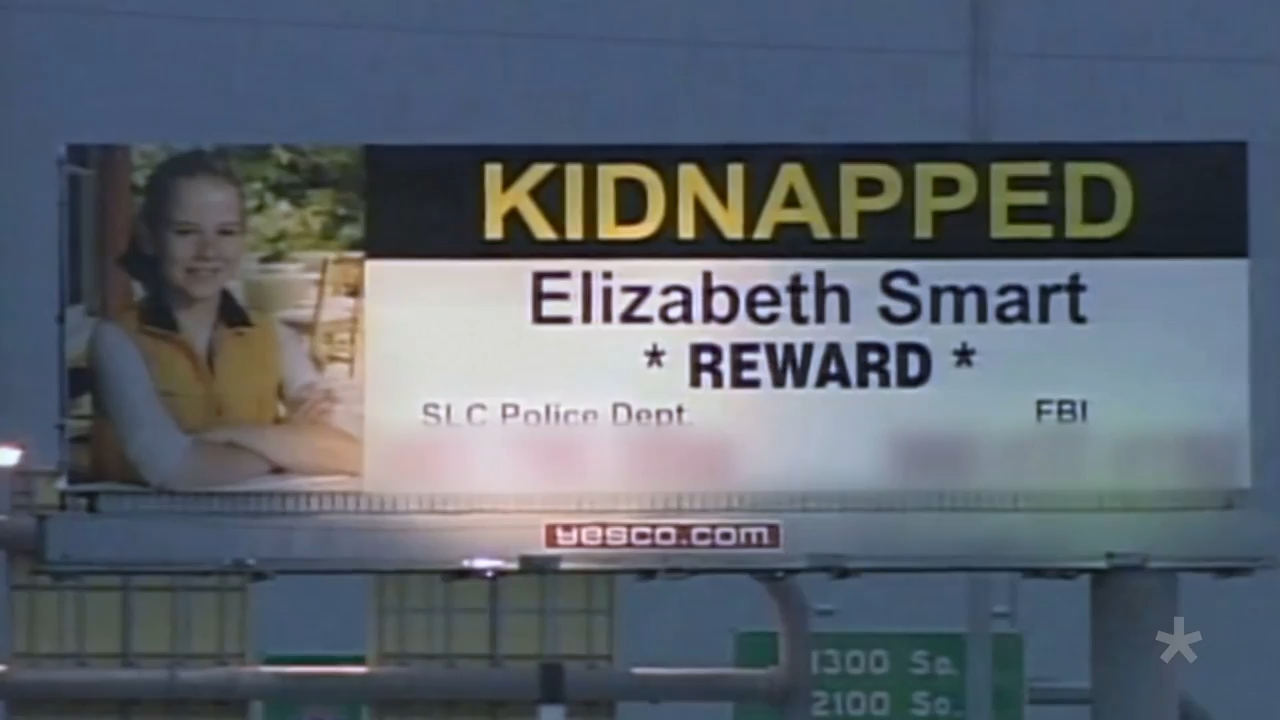 KIDNAPPED
Elizabeth Smart
* REWARD *
SLC Police Dept. FBI
yesco.com
1300 So.
2100 So.